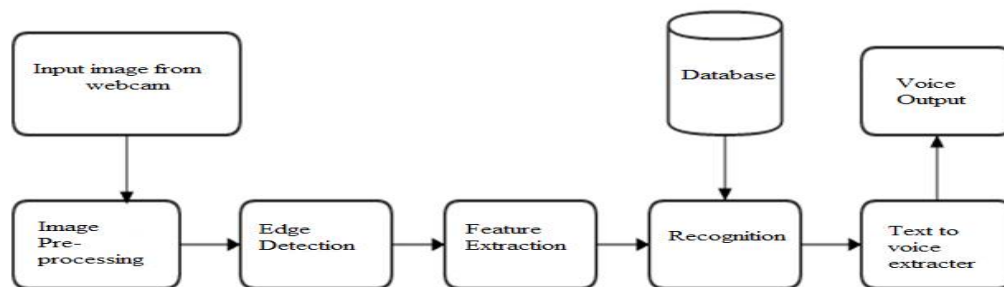 Input image from
webcam
Database
Voice
Output
Image
Pre-
processing
Edge
Detection
Feature
Extraction
Recognition
Text to
voice
extracter